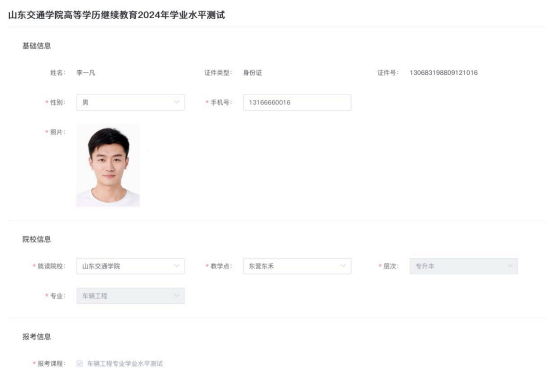 山东交通学院高等学历继续教育2024年学业水平测试
基础信息
姓名： 李一凡 证件类型： 身份证 证件号： 130683198809121016
* 性别： 男 * 手机号： 13166660016
* 照片：
院校信息
* 就读院校： 山东交通学院 * 教学点： 东营东禾 * 层次： 专升本
* 专业： 车辆工程
报考信息
* 报考课程： 车辆工程专业学业水平测试